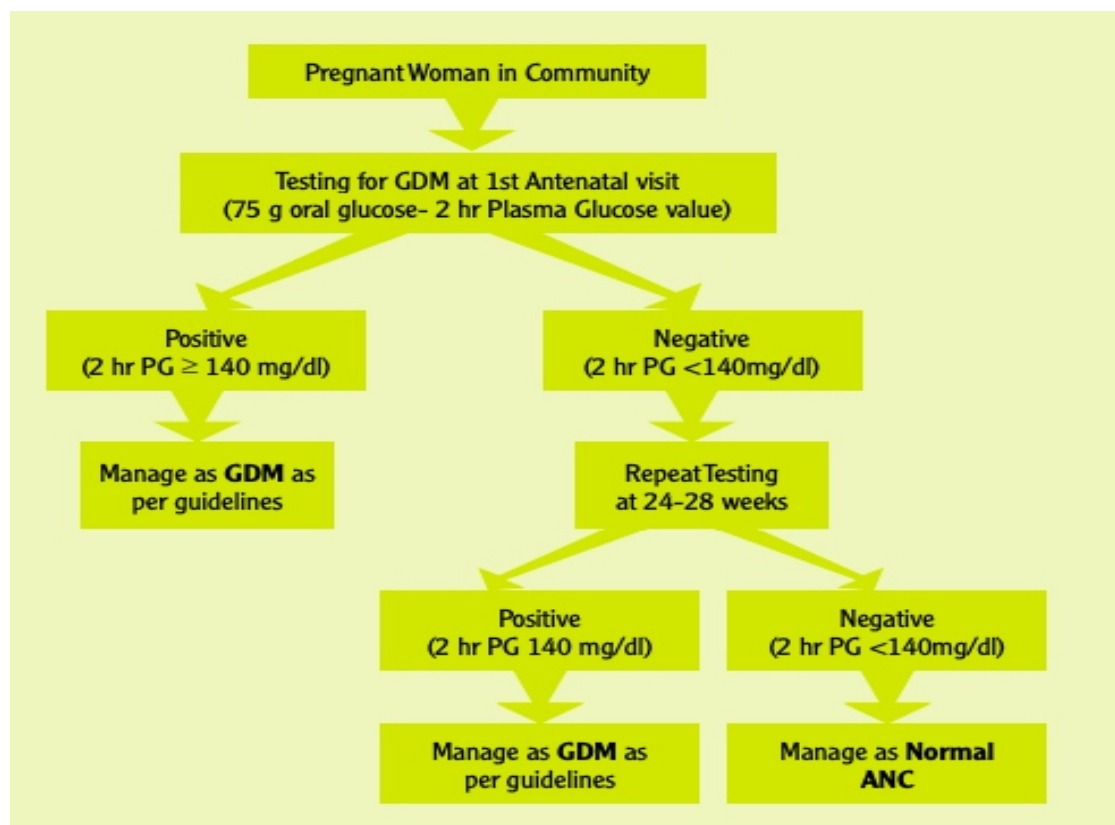 Pregnant Woman in Community
Testing for GDM at 1st Antenatal visit
(75 g oral glucose- 2 hr Plasma Glucose value)
Positive
(2 hr PG ≥ 140 mg/dl)
Negative
(2 hr PG <140mg/dl)
Manage as GDM as
per guidelines
Repeat Testing
at 24-28 weeks
Positive
(2 hr PG 140 mg/dl)
Negative
(2 hr PG <140mg/dl)
Manage as GDM as
per guidelines
Manage as Normal
ANC